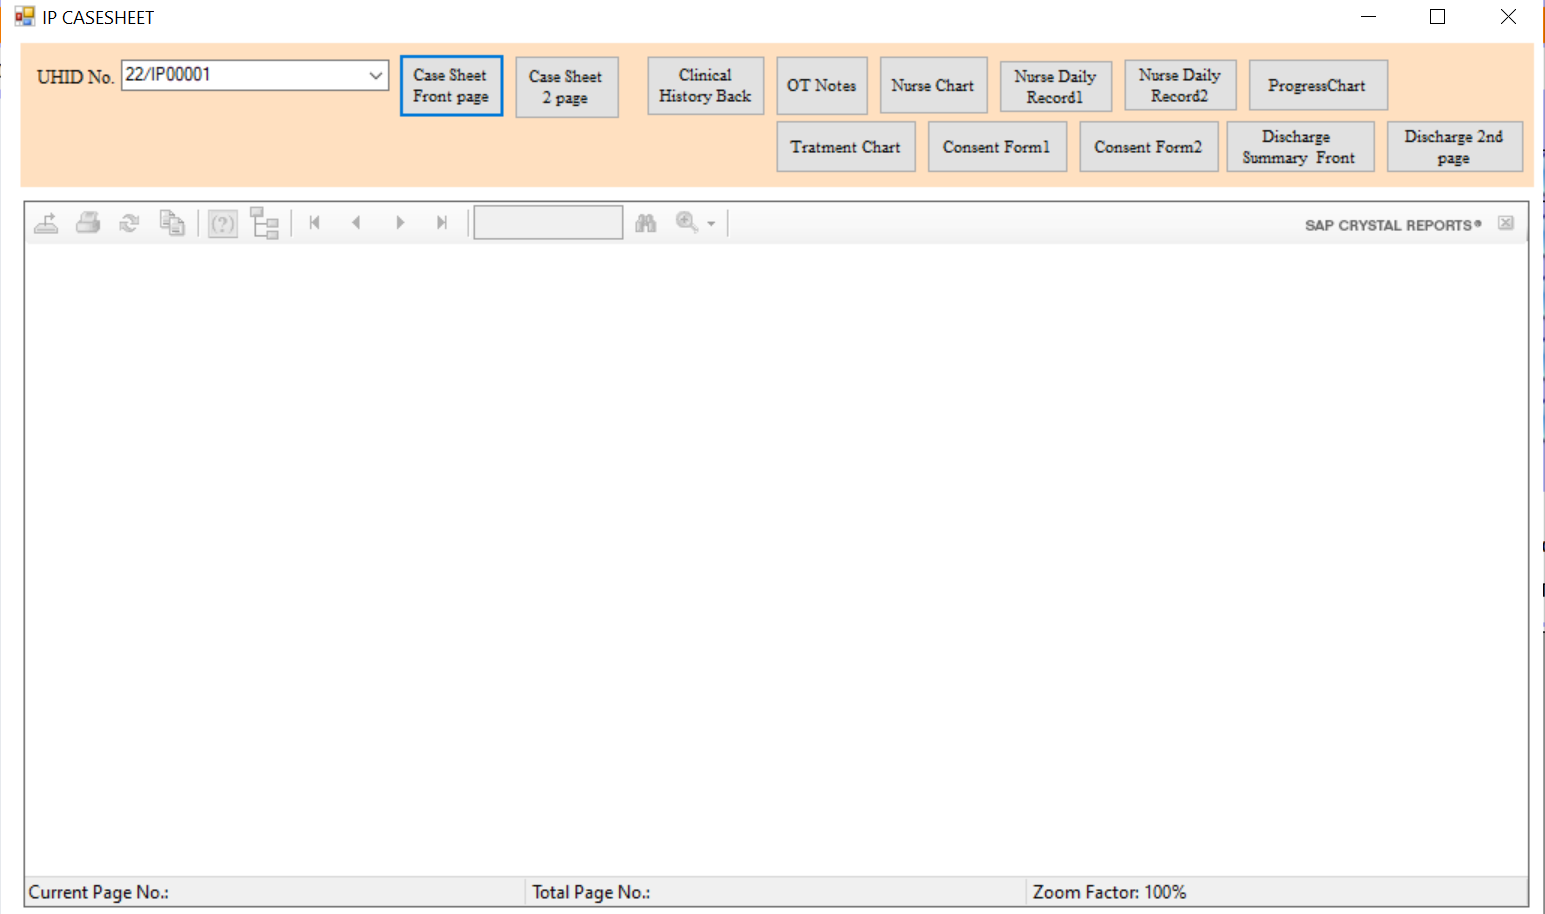 IP CASESHEET
UHID No.
22/IP00001
Case Sheet
Front page
Case Sheet
2 page
Clinical
History Back
OT Notes
Nurse Chart
Nurse Daily
Record1
Nurse Daily
Record2
ProgressChart
Tratment Chart
Consent Form1
Consent Form2
Discharge
Summary Front
Discharge 2nd
page
SAP CRYSTAL REPORTS®
Current Page No.:
Total Page No.:
Zoom Factor: 100%